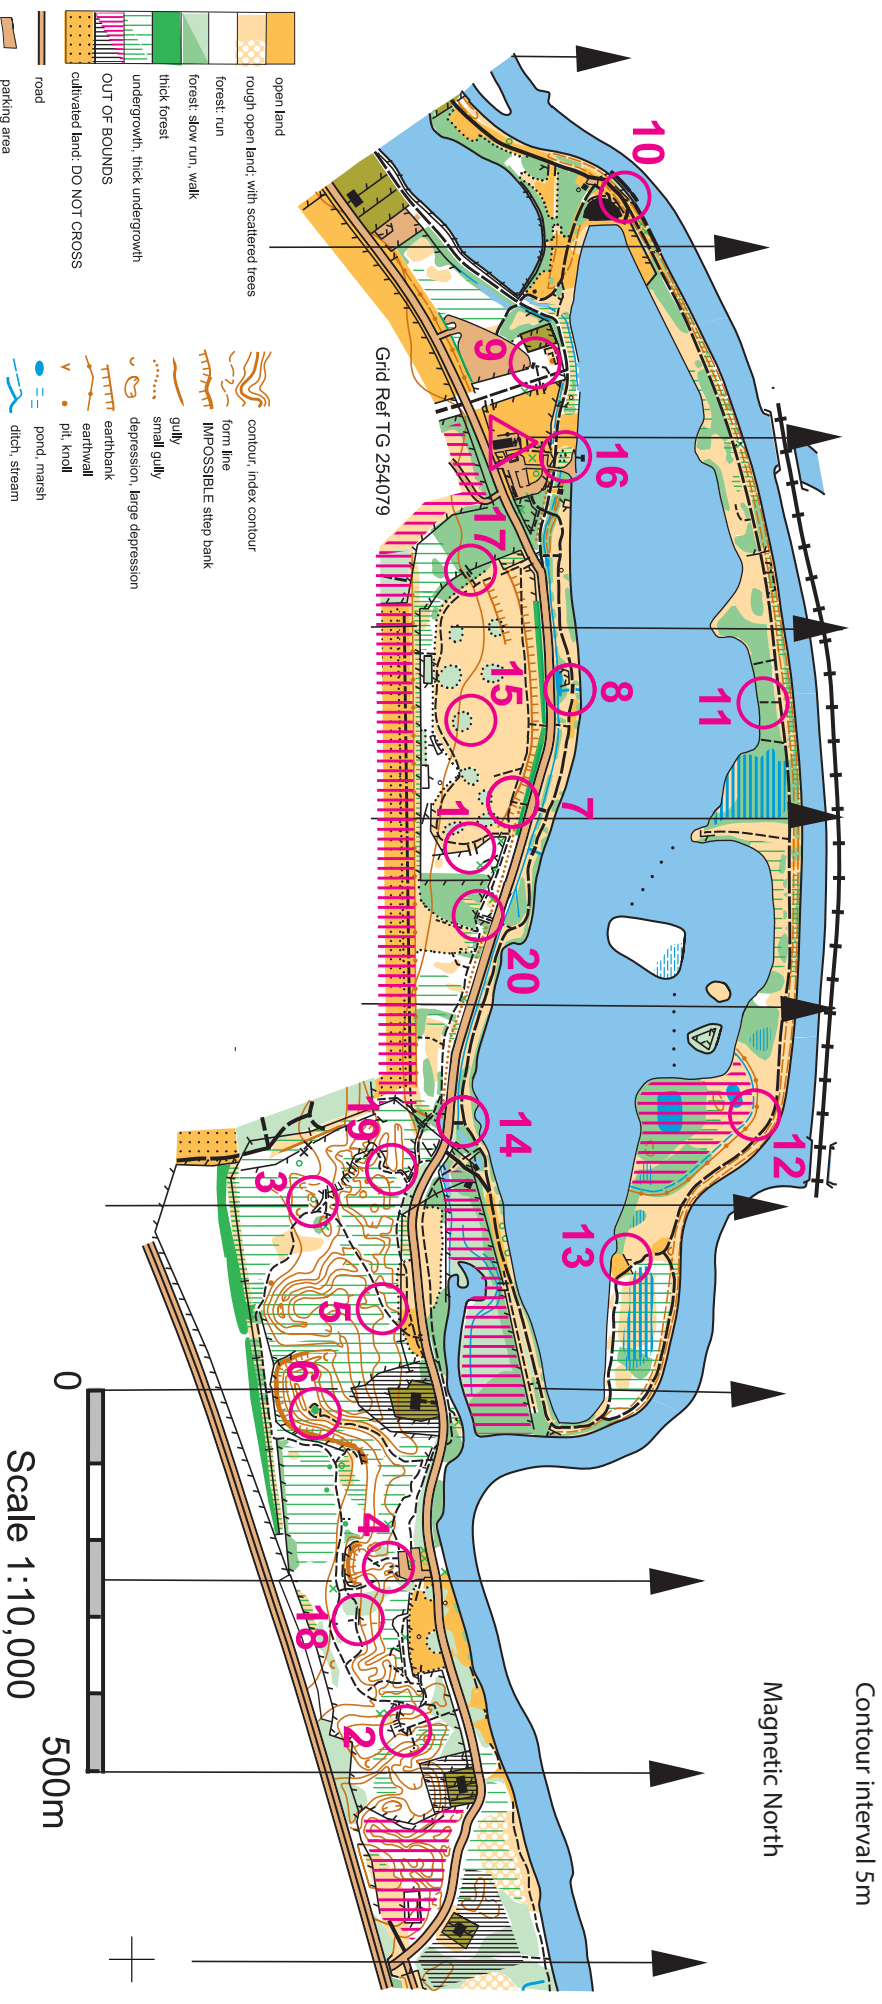 open land
rough open land; with scattered trees
forest: run
forest: slow run, walk
thick forest
undergrowth, thick undergrowth
OUT OF BOUNDS
cultivated land: DO NOT CROSS
road
parking area
contour, index contour
form line
IMPOSSIBLE sttep bank
gully
small gully
depression, large depression
earthbank
earthwall
pit, knoll
pond, marsh
ditch, stream
Grid Ref TG 254079
10
9
16
17
11
8
15
7
1
20
14
12
19
3
13
5
6
4
18
2
0
500m
Scale 1:10,000
Magnetic North
Contour interval 5m